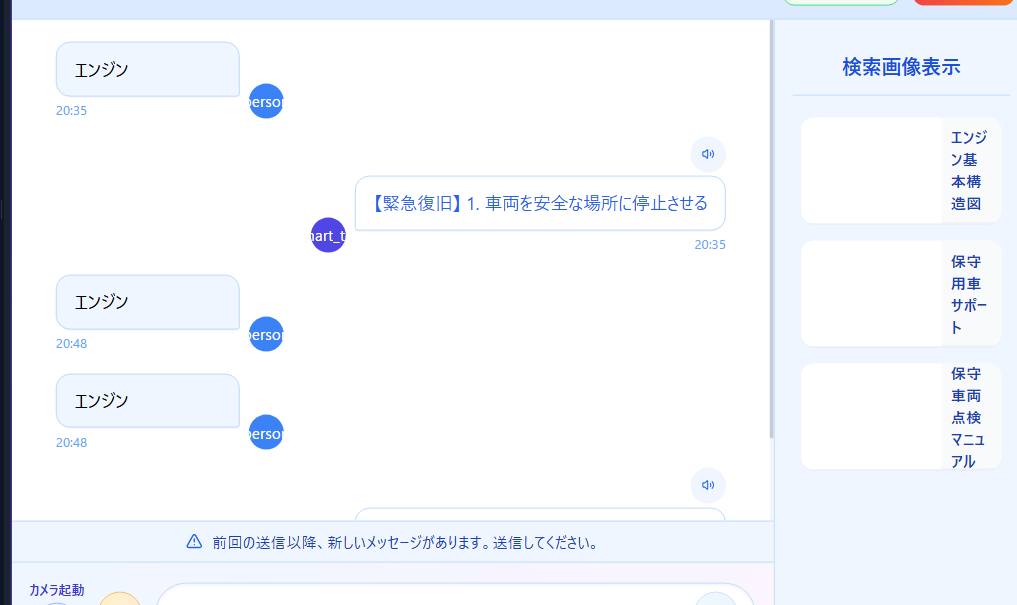 エンジン
20:35
person
【緊急復旧】 1. 車両を安全な場所に停止させる
20:35
エンジン
20:48
エンジン
20:48
前回の送信以降、新しいメッセージがあります。送信してください。
カメラ起動
検索画像表示
エンジ
ン基
本構
造図
保守
用車
サポー
ト
保守
車両
点検
マニュ
アル